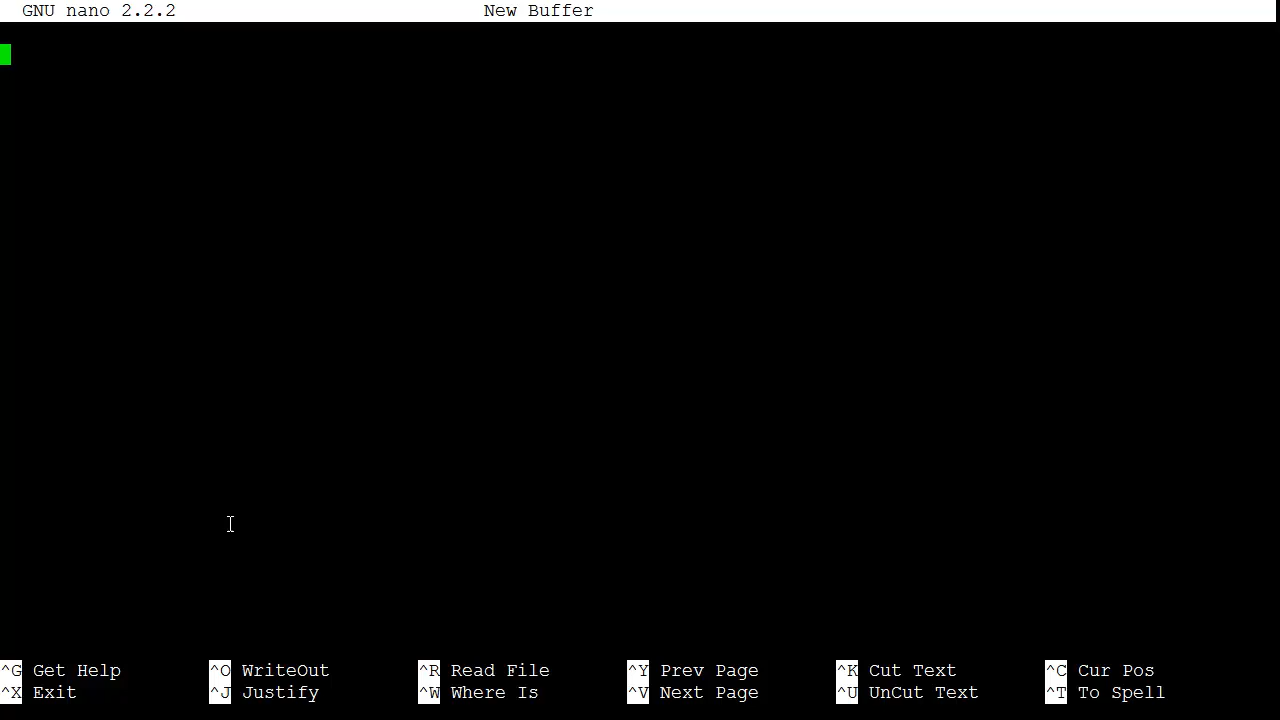 GNU nano 2.2.2 New Buffer
^G Get Help ^O WriteOut ^R Read File ^Y Prev Page ^K Cut Text ^C Cur Pos
^X Exit ^J Justify ^W Where Is ^V Next Page ^U UnCut Text ^T To Spell